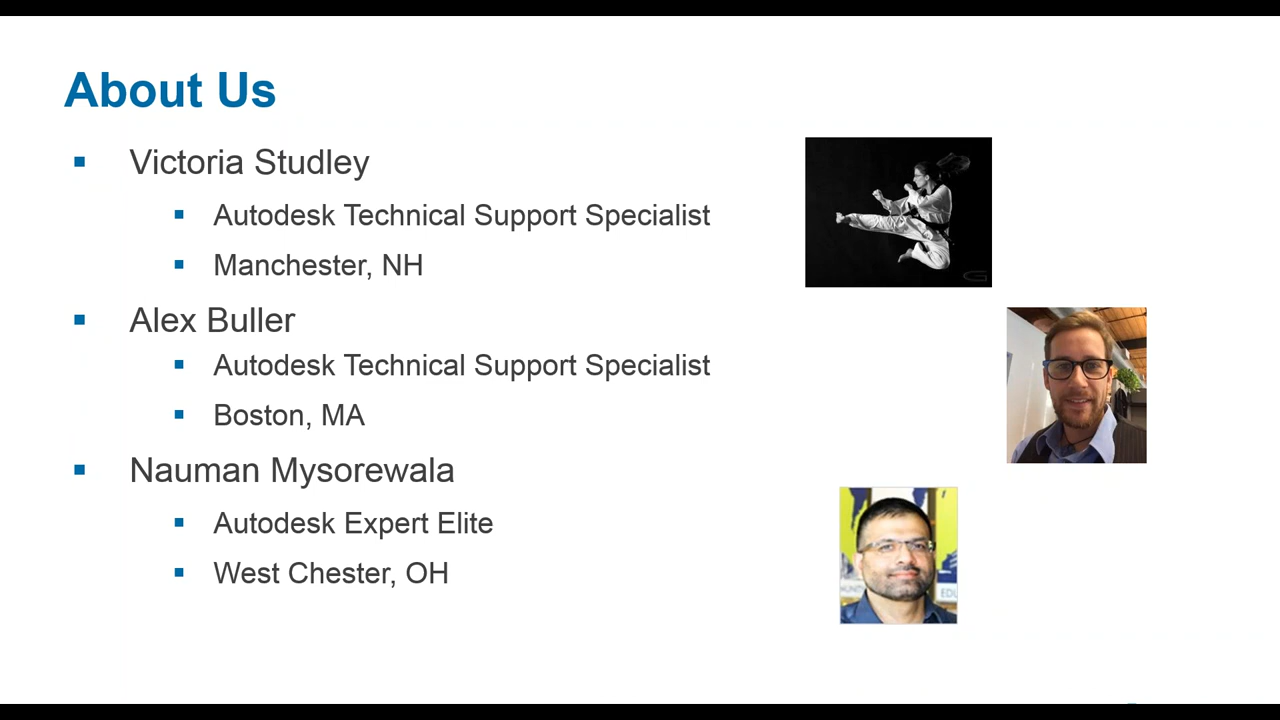 About Us
Victoria Studley
Autodesk Technical Support Specialist
Manchester, NH
Alex Buller
Autodesk Technical Support Specialist
Boston, MA
Nauman Mysorewala
Autodesk Expert Elite
West Chester, OH
EDU